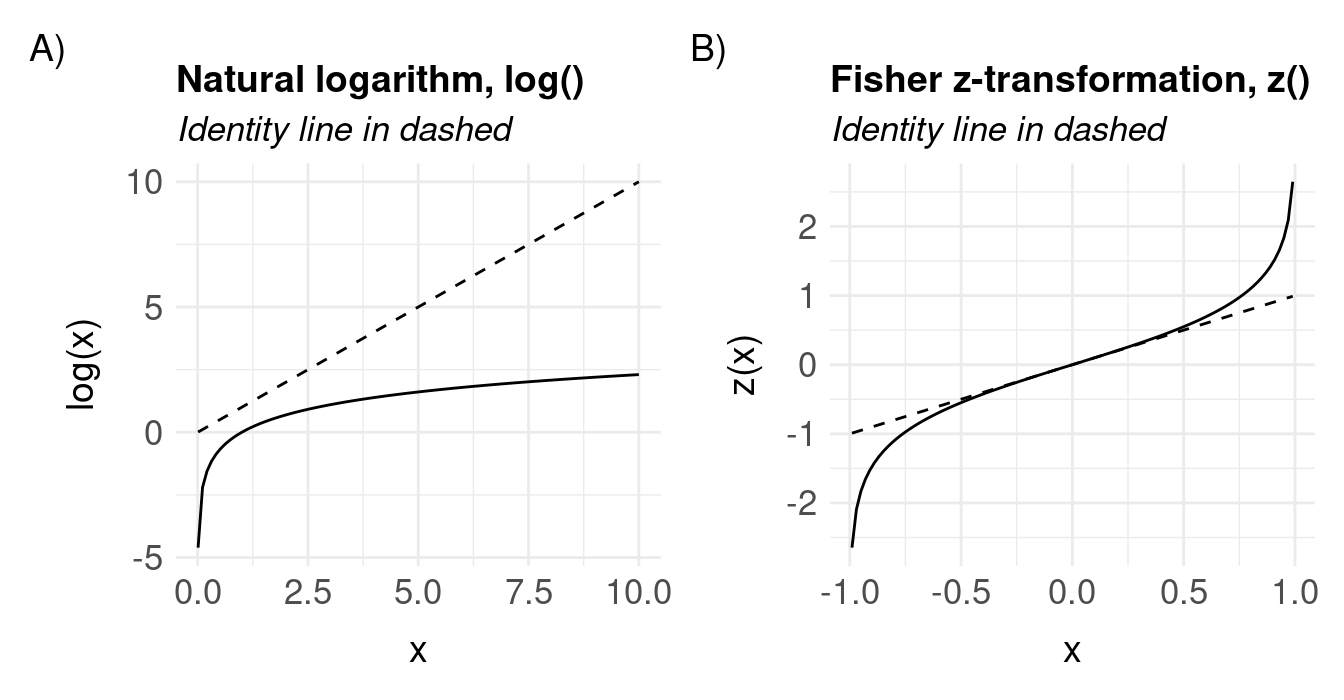 A)
Natural logarithm, log()
Identity line in dashed
10
5
0
-5
log(x)
0.0 2.5 5.0 7.5 10.0
x
B)
Fisher z-transformation, z()
Identity line in dashed
2
1
0
-1
-2
z(x)
-1.0 -0.5 0.0 0.5 1.0
x